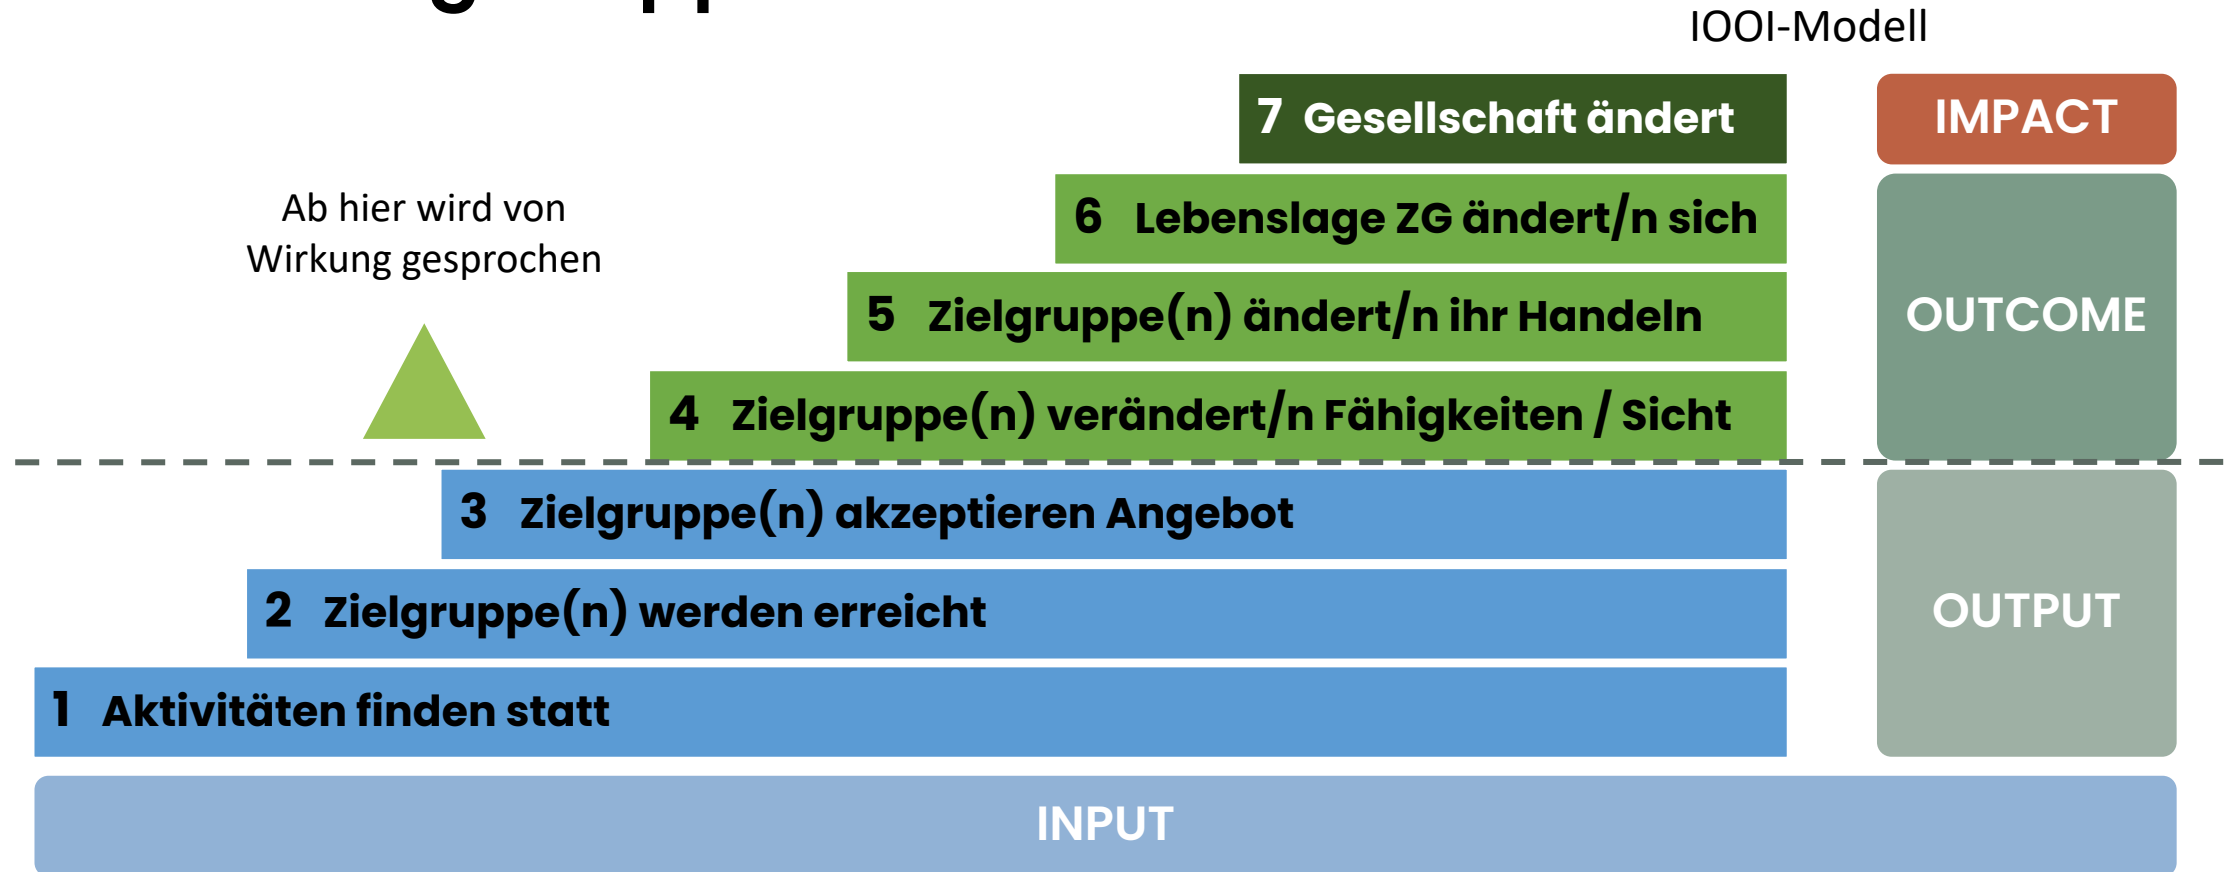 IOOI-Modell
7 Gesellschaft ändert
IMPACT
Ab hier wird von
Wirkung gesprochen
6 Lebenslage ZG ändert/n sich
5 Zielgruppe(n) ändert/n ihr Handeln
OUTCOME
4 Zielgruppe(n) verändert/n Fähigkeiten / Sicht
3 Zielgruppe(n) akzeptieren Angebot
2 Zielgruppe(n) werden erreicht
OUTPUT
1 Aktivitäten finden statt
INPUT